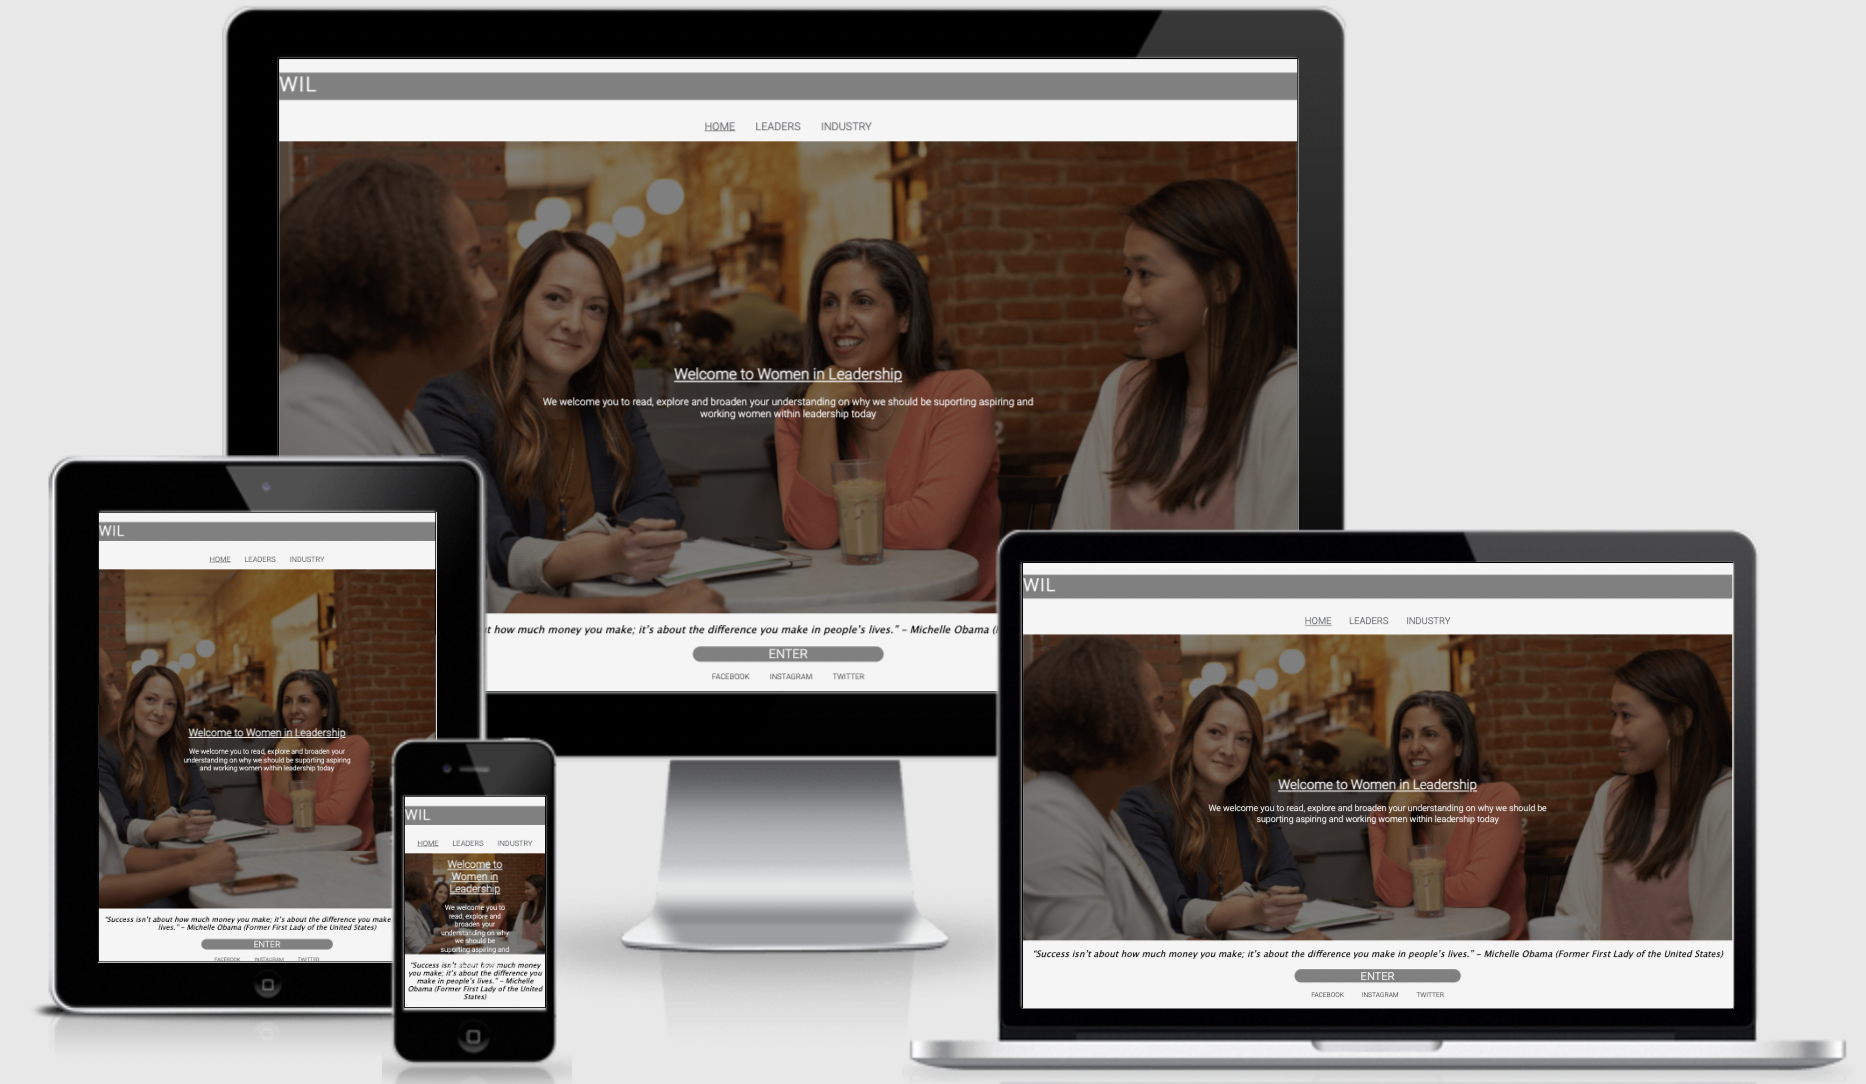 WIL
HOME LEADERS INDUSTRY
Welcome to Women in Leadership
We welcome you to read, explore and broaden your understanding on why we should be suporting aspiring and
working women within leadership today
how much money you make; it's about the difference you make in people's lives." – Michelle Obama
ENTER
FACEBOOK INSTAGRAM TWITTER
WIL
HOME LEADERS INDUSTRY
Welcome to Women in Leadership
We welcome you to read, explore and broaden your
understanding on why we should be suporting aspiring
and working women within leadership today
"Success isn't about how much money you make; it's about the difference you make
lives." – Michelle Obama (Former First Lady of the United States)
ENTER
FACEBOOK INSTAGRAM TWITTER
WIL
HOME LEADERS INDUSTRY
Welcome to
Women in
Leadership
We welcome you to
read, explore and
broaden your
understanding on why
we should be
suporting aspiring and
"Success isn't about how much money
you make; it's about the difference you
make in people's lives." – Michelle
Obama (Former First Lady of the United
States)
WIL
HOME LEADERS INDUSTRY
Welcome to Women in Leadership
We welcome you to read, explore and broaden your understanding on why we should be
suporting aspiring and working women within leadership today
"Success isn't about how much money you make; it's about the difference you make in people's lives." – Michelle Obama (Former First Lady of the United States)
ENTER
FACEBOOK INSTAGRAM TWITTER